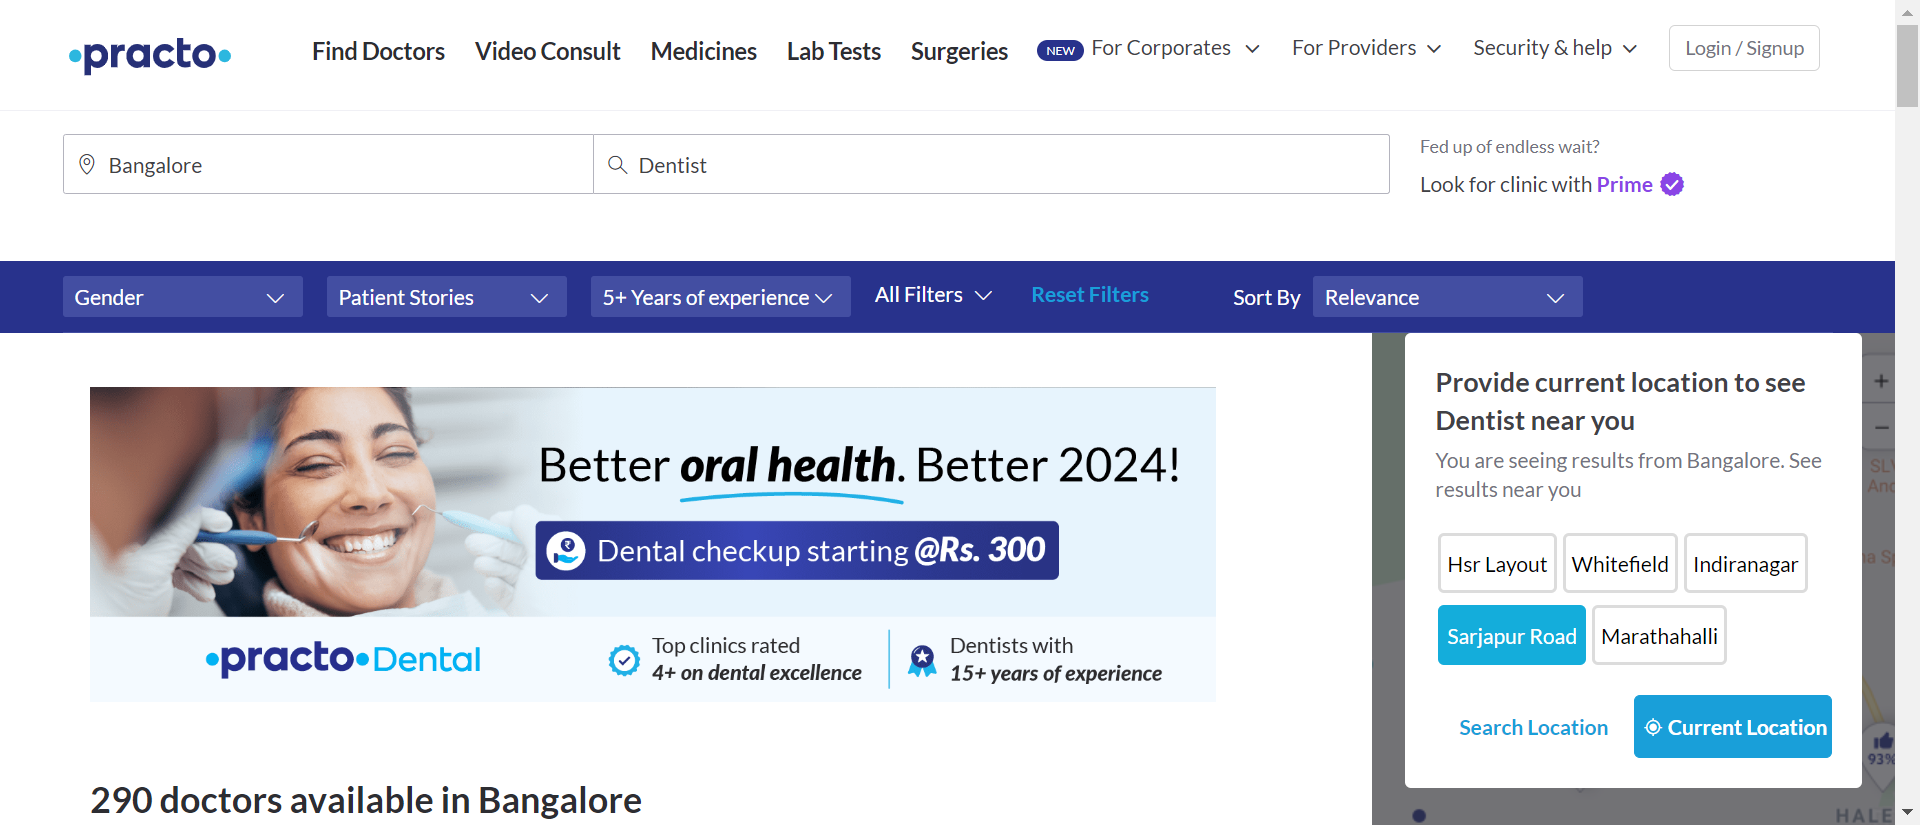 practo
Find Doctors
Video Consult
Medicines
Lab Tests
Surgeries
NEW
For Corporates
For Providers
Security & help
Login / Signup
Bangalore
Dentist
Fed up of endless wait?
Look for clinic with Prime
Gender
Patient Stories
5+ Years of experience
All Filters
Reset Filters
Sort By
Relevance
Better oral health. Better 2024!
Dental checkup starting @Rs. 300
practo Dental
Top clinics rated
4+ on dental excellence
Dentists with
15+ years of experience
290 doctors available in Bangalore
Provide current location to see
Dentist near you
You are seeing results from Bangalore. See
results near you
Hsr Layout
Whitefield
Indiranagar
Sarjapur Road
Marathahalli
Search Location
Current Location
+
−
93%